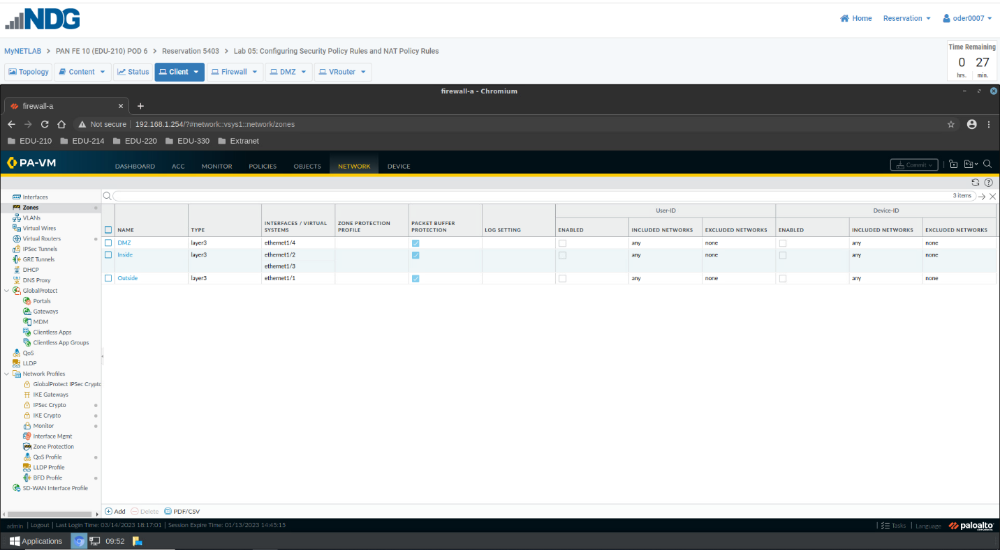 NDG
Home Reservation oder0007
MyNETLAB > PAN FE 10 (EDU-210) POD 6 > Reservation 5403 > Lab 05: Configuring Security Policy Rules and NAT Policy Rules
Time Remaining
0 27
hrs. min.
Topology Content Status Client Firewall DMZ VRouter
firewall-a - Chromium
firewall-a
Not secure 192.168.1.254/?#network::vsys1::network/zones
EDU-210 EDU-214 EDU-220 EDU-330 Extranet
PA-VM
DASHBOARD ACC MONITOR POLICIES OBJECTS NETWORK DEVICE
Commit
Interfaces
Zones
VLANs
Virtual Wires
Virtual Routers
IPSec Tunnels
GRE Tunnels
DHCP
DNS Proxy
GlobalProtect
Portals
Gateways
MDM
Clientless Apps
Clientless App Groups
QoS
LLDP
Network Profiles
GlobalProtect IPSec Crypto
IKE Gateways
IPSec Crypto
IKE Crypto
Monitor
Interface Mgmt
Zone Protection
QoS Profile
LLDP Profile
BFD Profile
SD-WAN Interface Profile
3 items
User-ID Device-ID
NAME TYPE INTERFACES / VIRTUAL SYSTEMS ZONE PROTECTION PROFILE PACKET BUFFER PROTECTION LOG SETTING ENABLED INCLUDED NETWORKS EXCLUDED NETWORKS ENABLED INCLUDED NETWORKS EXCLUDED NETWORKS
DMZ layer3 ethernet1/4 any none any none
Inside layer3 ethernet1/2 any none any none
ethernet1/3
Outside layer3 ethernet1/1 any none any none
Add Delete PDF/CSV
admin | Logout | Last Login Time: 03/14/2023 18:17:01 | Session Expire Time: 01/13/2023 14:45:15
Tasks | Language paloalto
NETWORKS
Applications 09:52